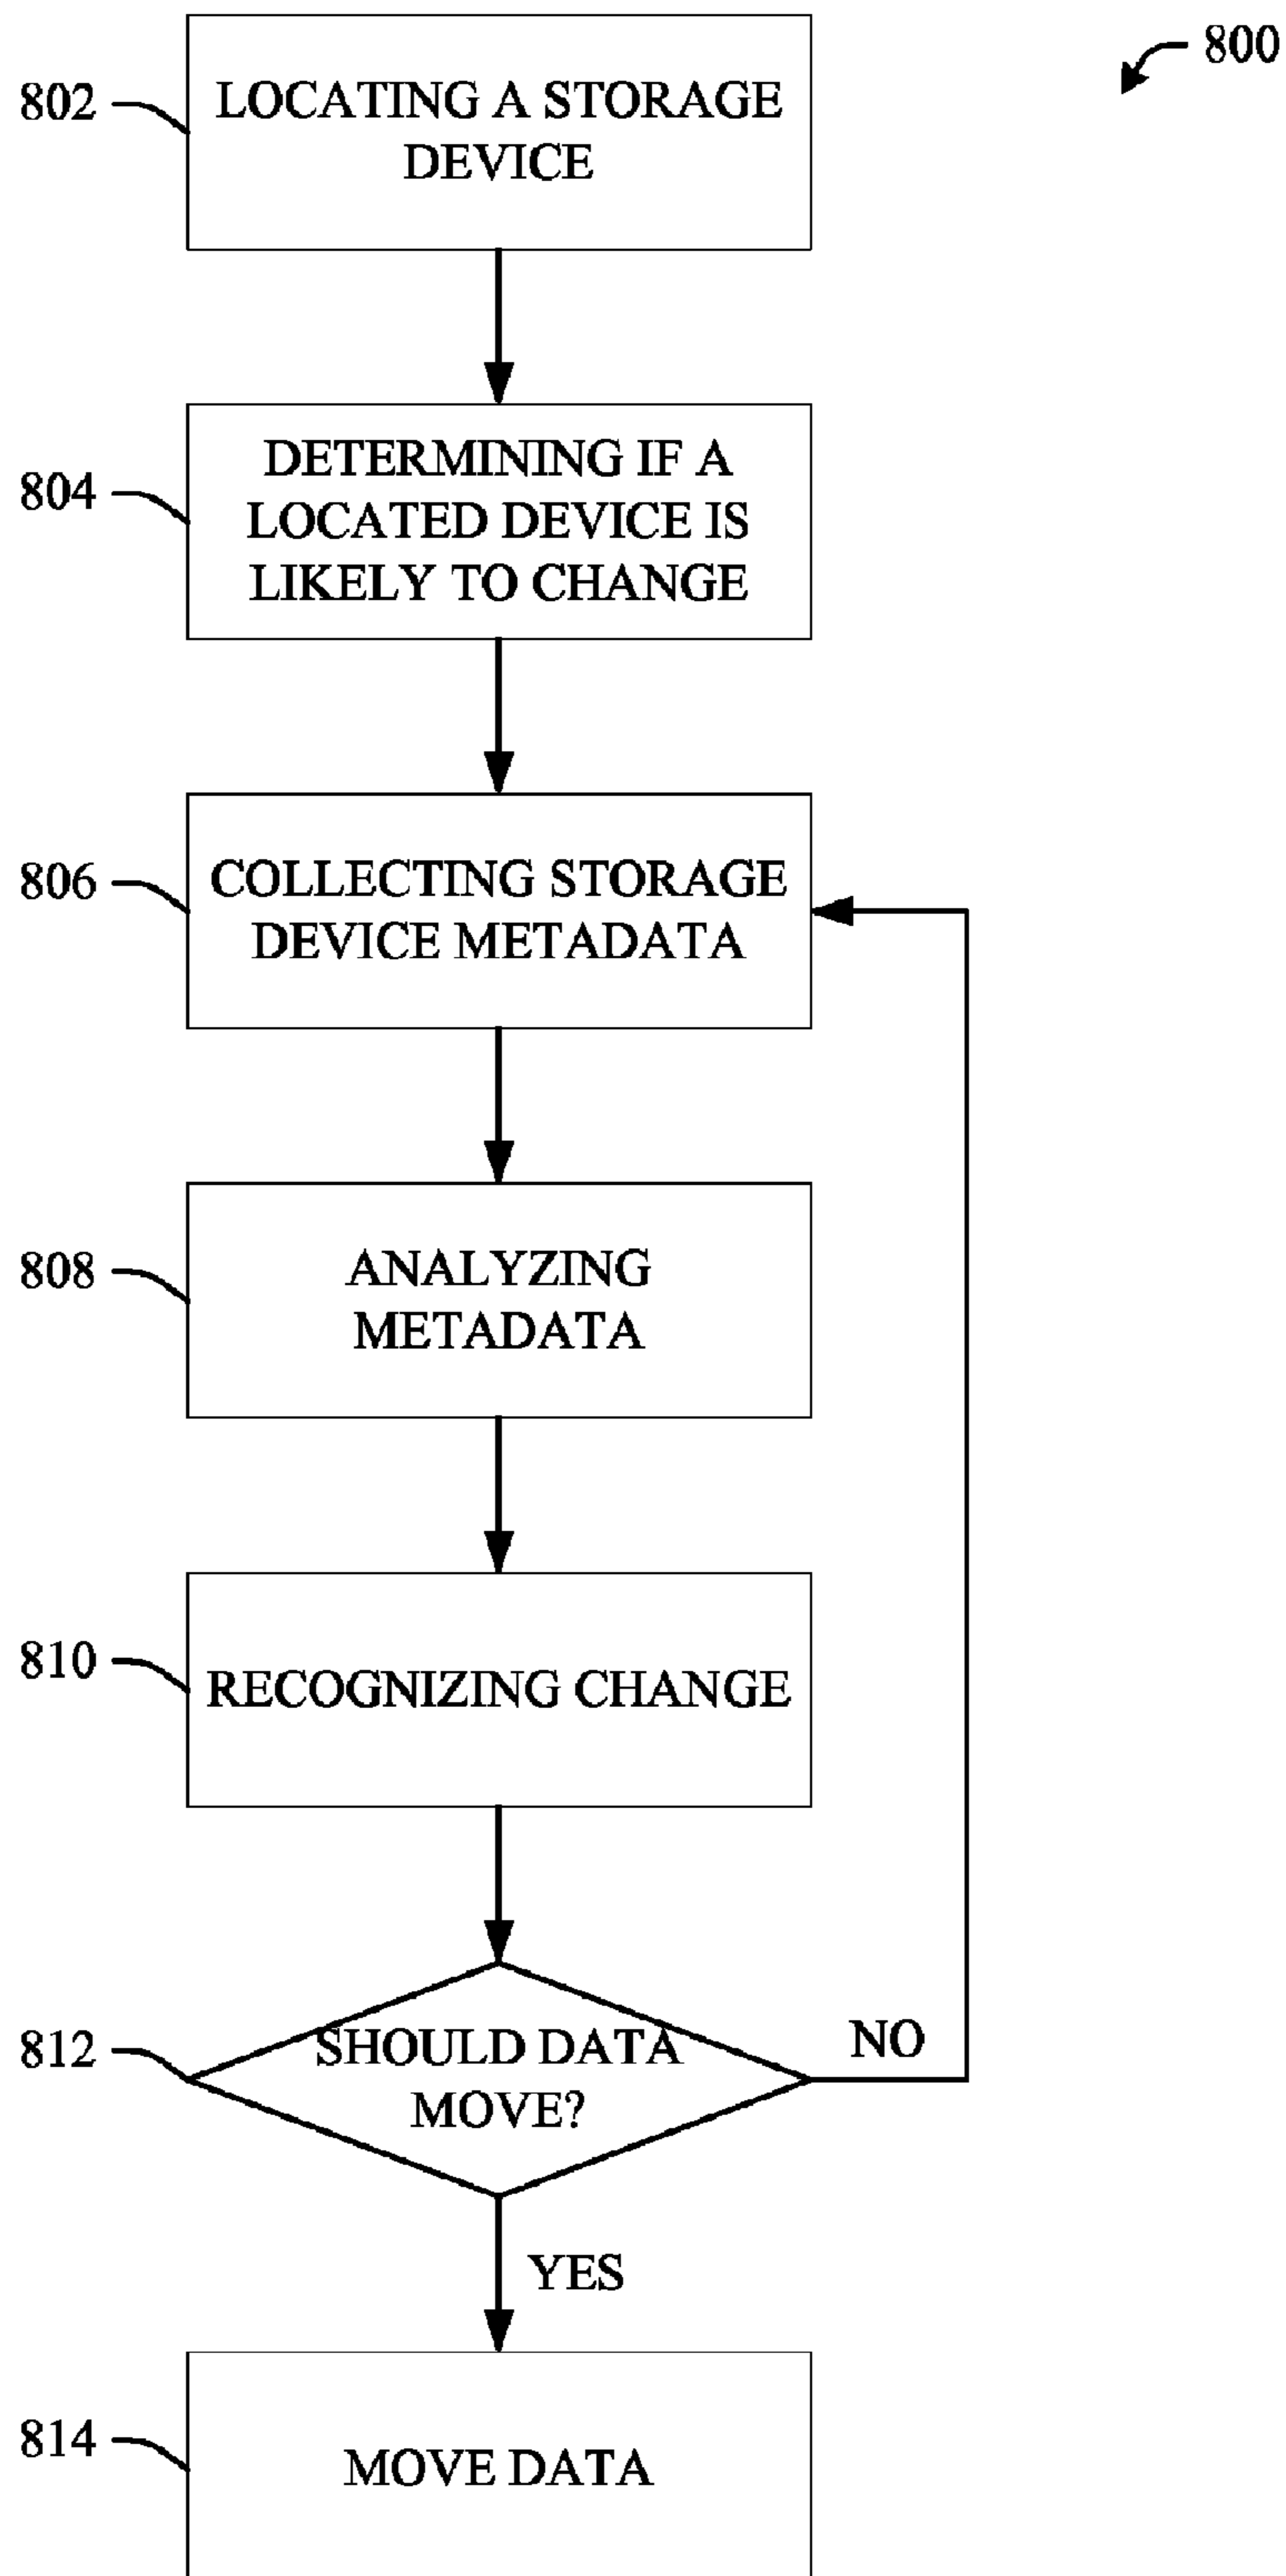 800
802
LOCATING A STORAGE
DEVICE
804
DETERMINING IF A
LOCATED DEVICE IS
LIKELY TO CHANGE
806
COLLECTING STORAGE
DEVICE METADATA
808
ANALYZING
METADATA
810
RECOGNIZING CHANGE
812
SHOULD DATA
MOVE?
NO
YES
814
MOVE DATA